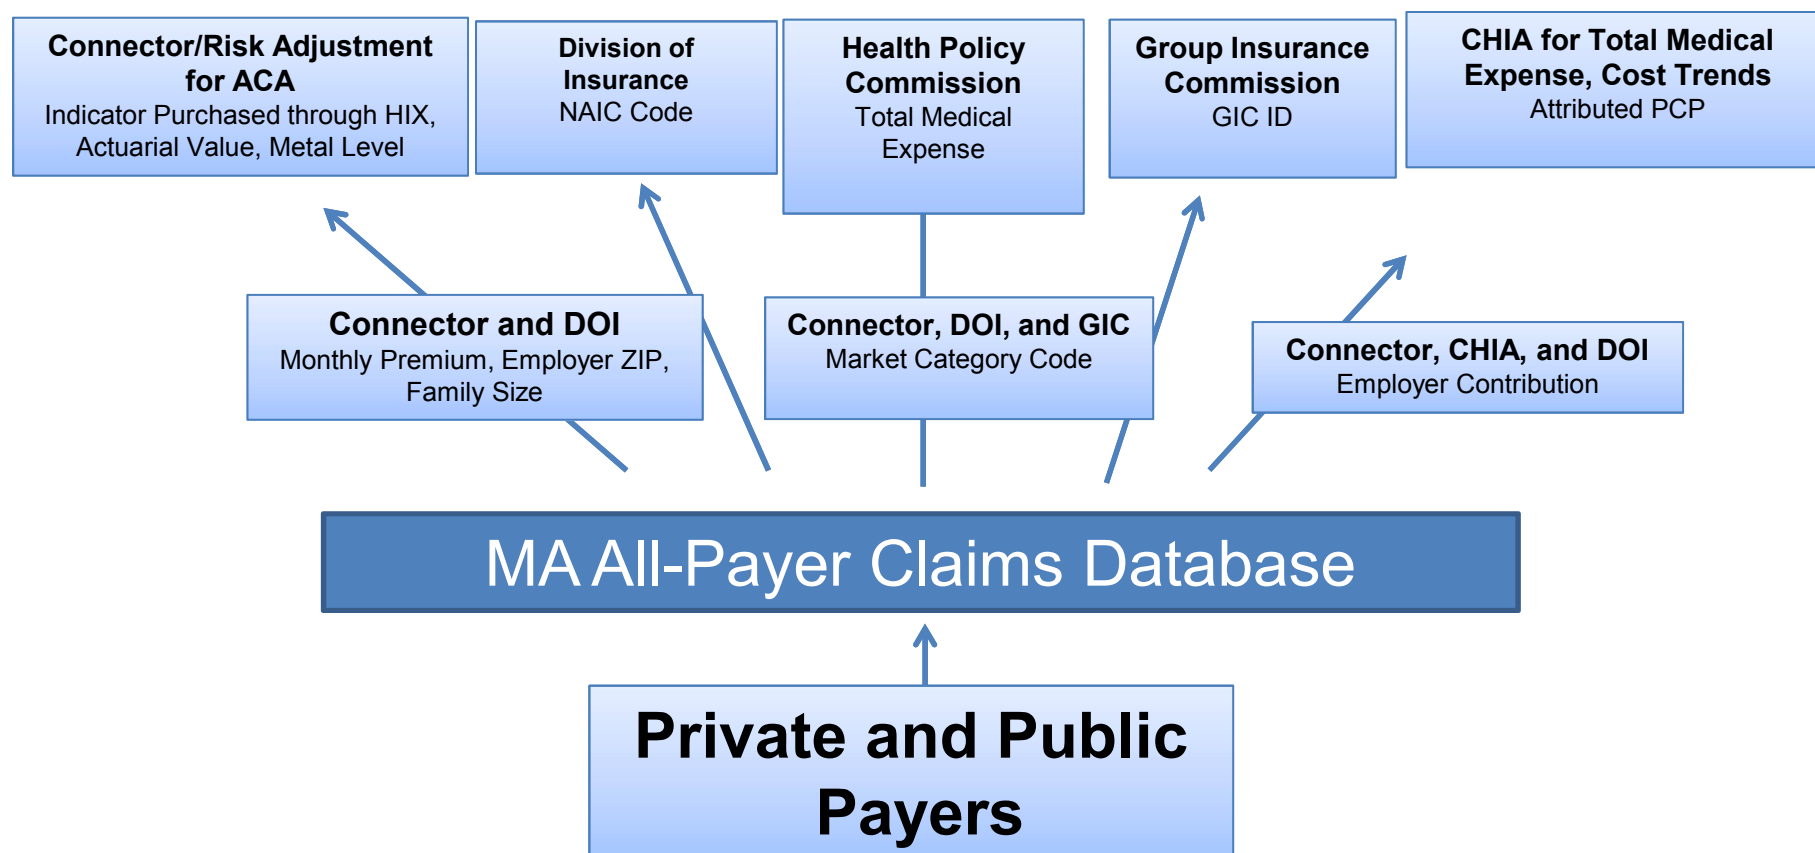 Connector/Risk Adjustment
for ACA
Indicator Purchased through HIX,
Actuarial Value, Metal Level
Division of
Insurance
NAIC Code
Health Policy
Commission
Total Medical
Expense
Group Insurance
Commission
GIC ID
CHIA for Total Medical
Expense, Cost Trends
Attributed PCP
Connector and DOI
Monthly Premium, Employer ZIP,
Family Size
Connector, DOI, and GIC
Market Category Code
Connector, CHIA, and DOI
Employer Contribution
MA All-Payer Claims Database
Private and Public
Payers